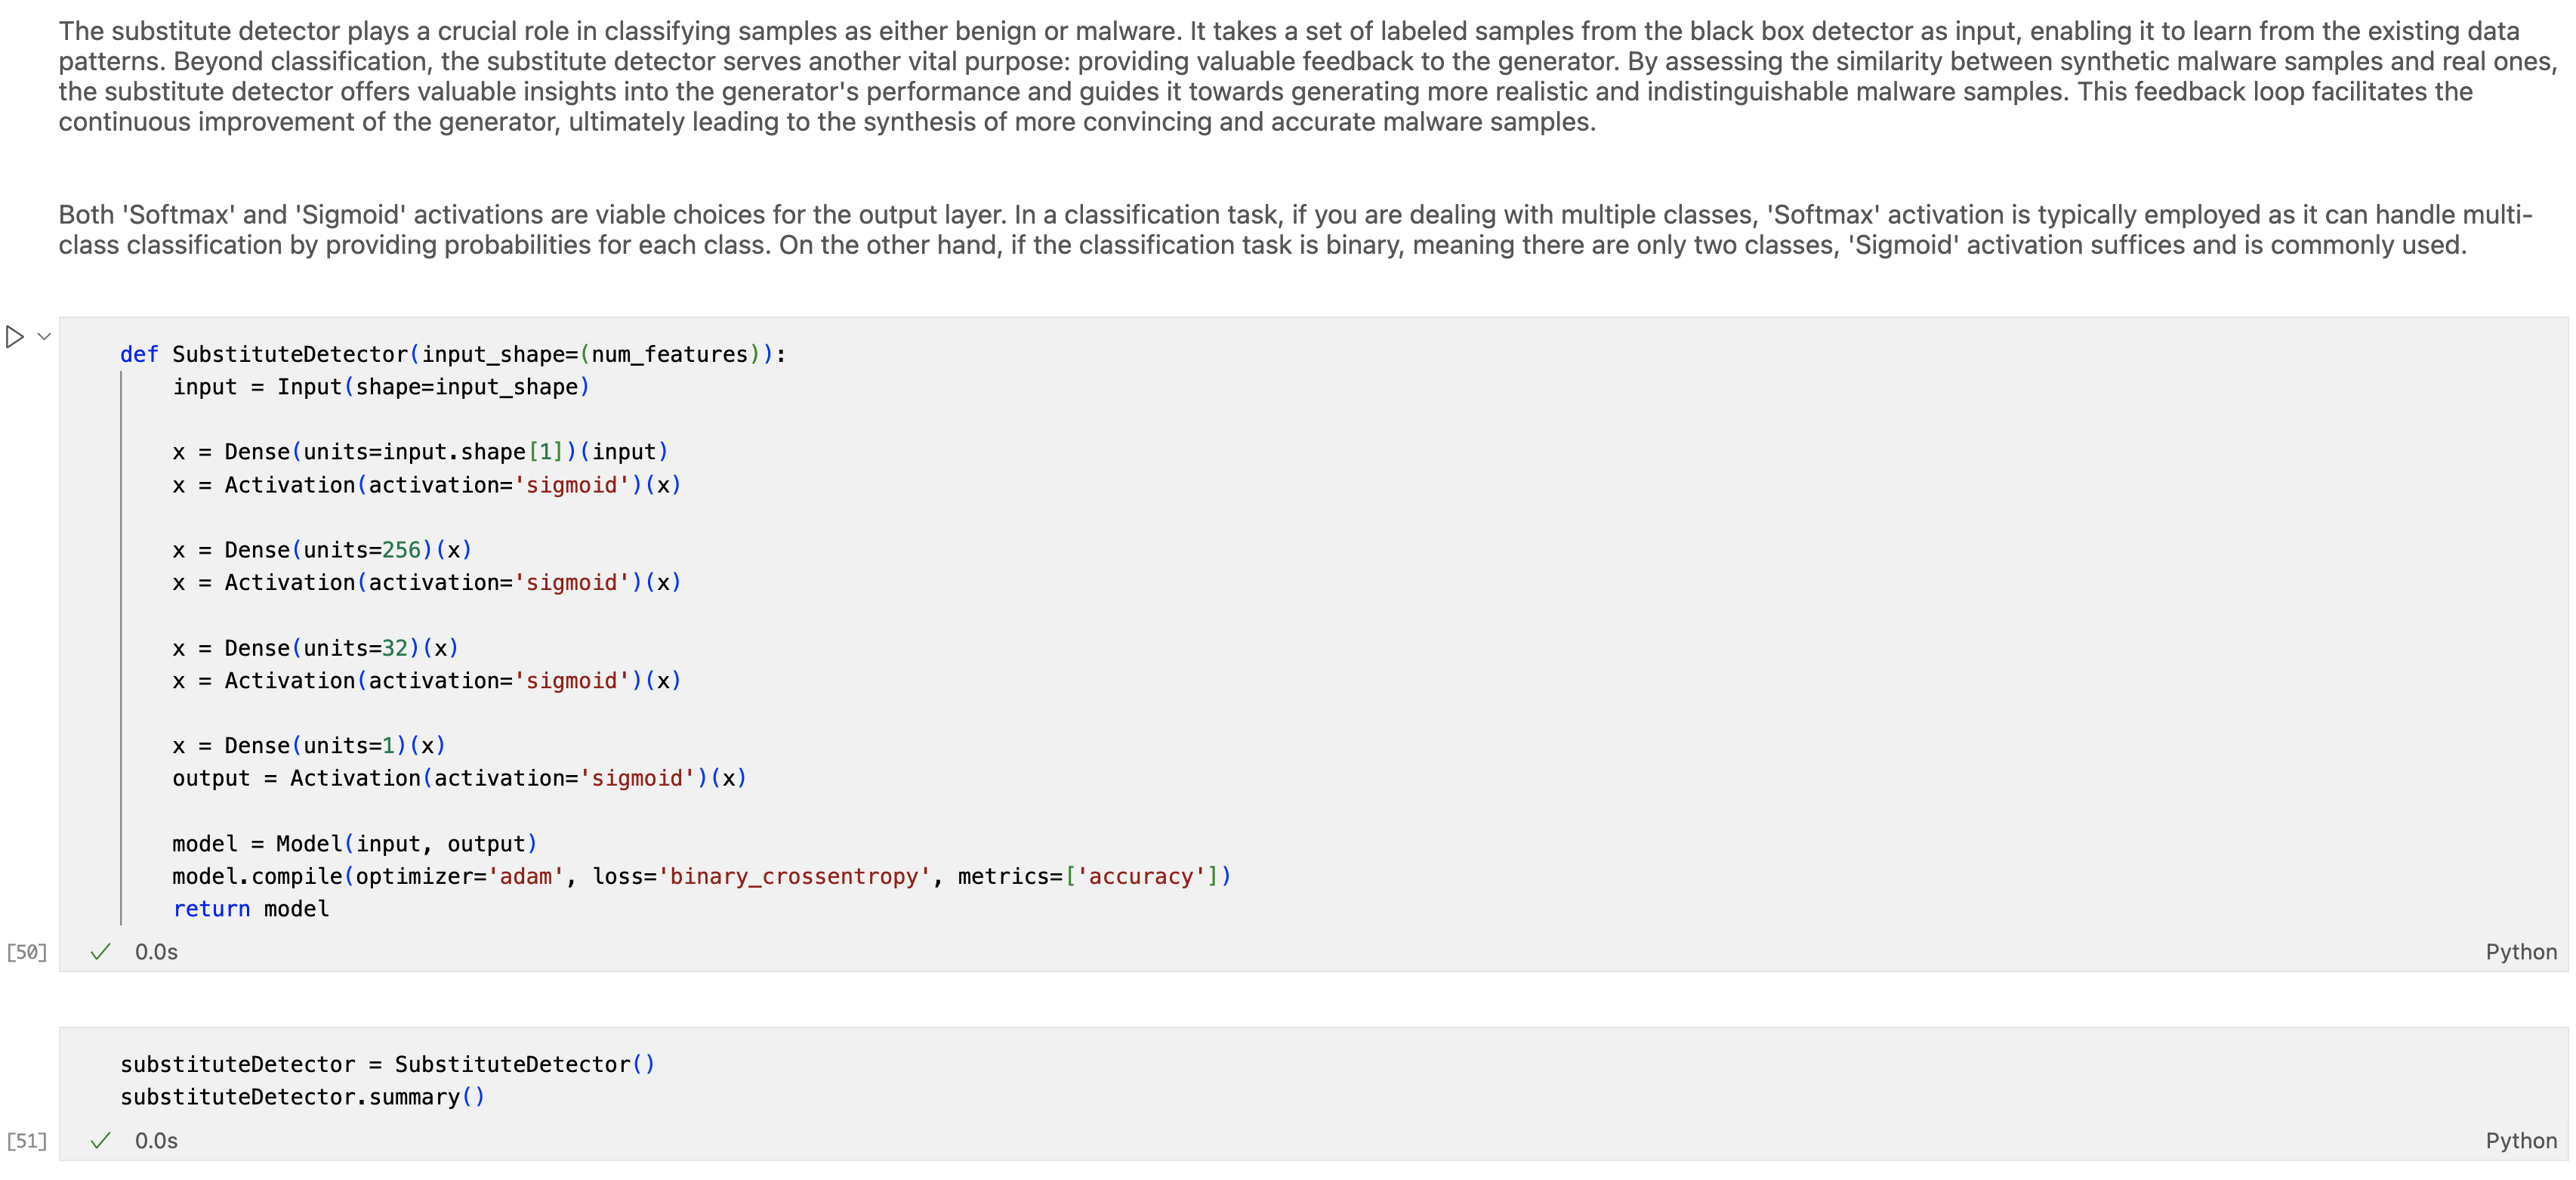 The substitute detector plays a crucial role in classifying samples as either benign or malware. It takes a set of labeled samples from the black box detector as input, enabling it to learn from the existing data
patterns. Beyond classification, the substitute detector serves another vital purpose: providing valuable feedback to the generator. By assessing the similarity between synthetic malware samples and real ones,
the substitute detector offers valuable insights into the generator's performance and guides it towards generating more realistic and indistinguishable malware samples. This feedback loop facilitates the
continuous improvement of the generator, ultimately leading to the synthesis of more convincing and accurate malware samples.
Both 'Softmax' and 'Sigmoid' activations are viable choices for the output layer. In a classification task, if you are dealing with multiple classes, 'Softmax' activation is typically employed as it can handle multi-
class classification by providing probabilities for each class. On the other hand, if the classification task is binary, meaning there are only two classes, 'Sigmoid' activation suffices and is commonly used.
def SubstituteDetector(input_shape=(num_features)):
    input = Input(shape=input_shape)
    x = Dense(units=input.shape[1])(input)
    x = Activation(activation='sigmoid')(x)
    x = Dense(units=256)(x)
    x = Activation(activation='sigmoid')(x)
    x = Dense(units=32)(x)
    x = Activation(activation='sigmoid')(x)
    x = Dense(units=1)(x)
    output = Activation(activation='sigmoid')(x)
    model = Model(input, output)
    model.compile(optimizer='adam', loss='binary_crossentropy', metrics=['accuracy'])
    return model
[50] ✓ 0.0s Python
substituteDetector = SubstituteDetector()
substituteDetector.summary()
[51] ✓ 0.0s Python